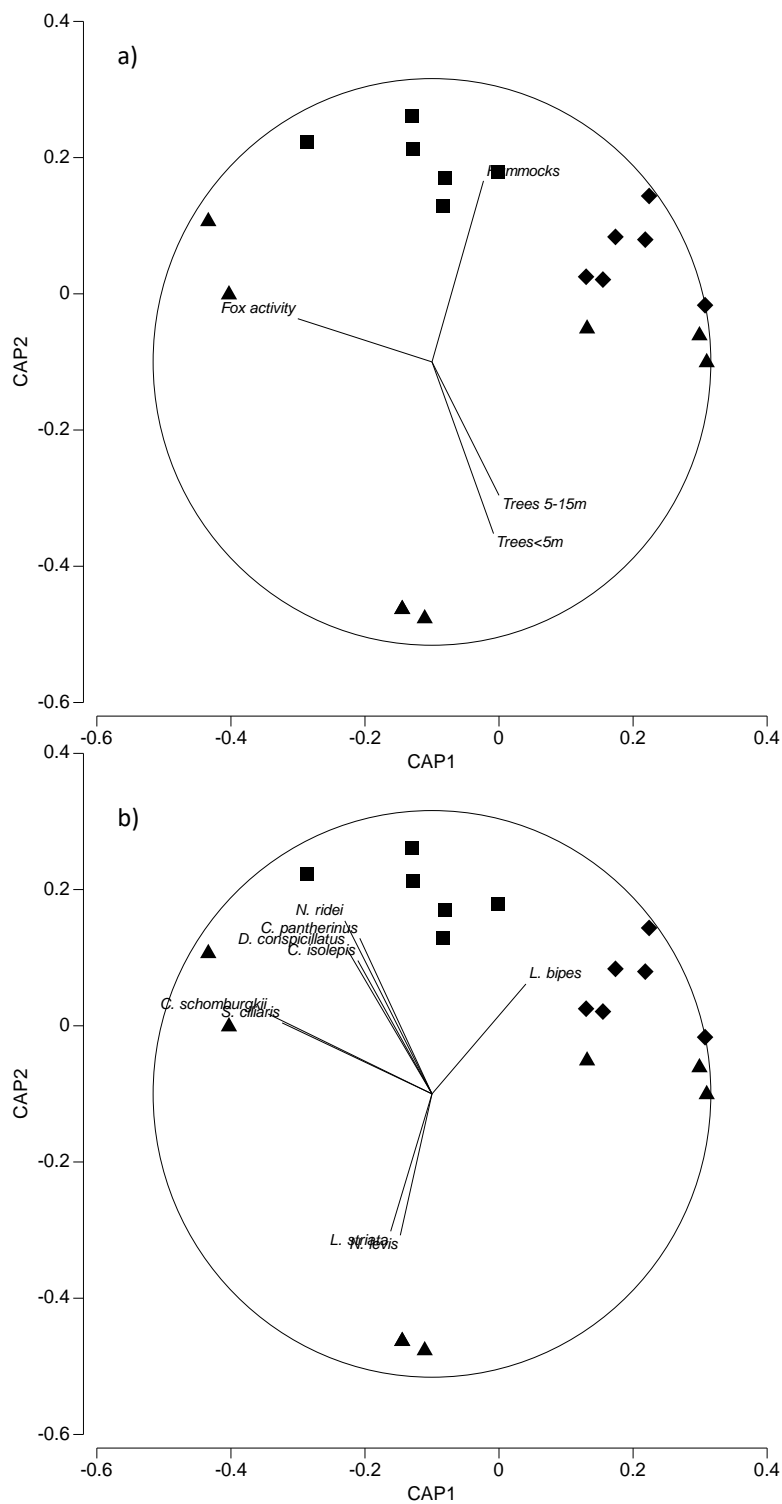 a)
0.4
0.2
0
-0.2
-0.4
-0.6
CAP2
Hummocks
Fox activity
Trees 5-15m
Trees<5m
-0.6
-0.4
-0.2
0
0.2
0.4
CAP1
b)
0.4
0.2
0
-0.2
-0.4
-0.6
CAP2
N. ridei
C. pantherinus
D. conspicillatus
C. isolepis
L. bipes
C. schomburgkii
S. ciliaris
L. striata
N. levis
-0.6
-0.4
-0.2
0
0.2
0.4
CAP1